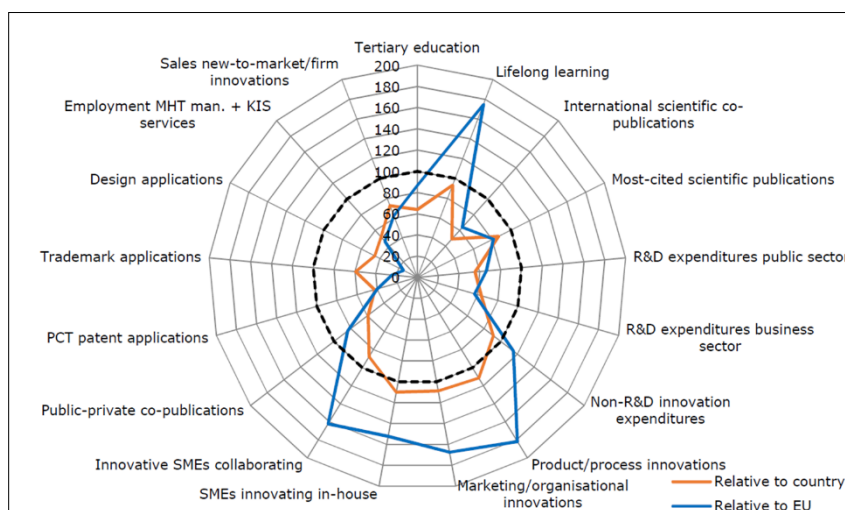 Tertiary education
Sales new-to-market/firm
innovations
Lifelong learning
Employment MHT man. + KIS
services
International scientific co-
publications
Design applications
Most-cited scientific publications
Trademark applications
R&D expenditures public sector
PCT patent applications
R&D expenditures business
sector
Public-private co-publications
Non-R&D innovation
expenditures
Innovative SMEs collaborating
Product/process innovations
SMEs innovating in-house
Marketing/organisational
innovations
200
180
160
140
120
100
80
60
40
20
0
Relative to country
Relative to EU